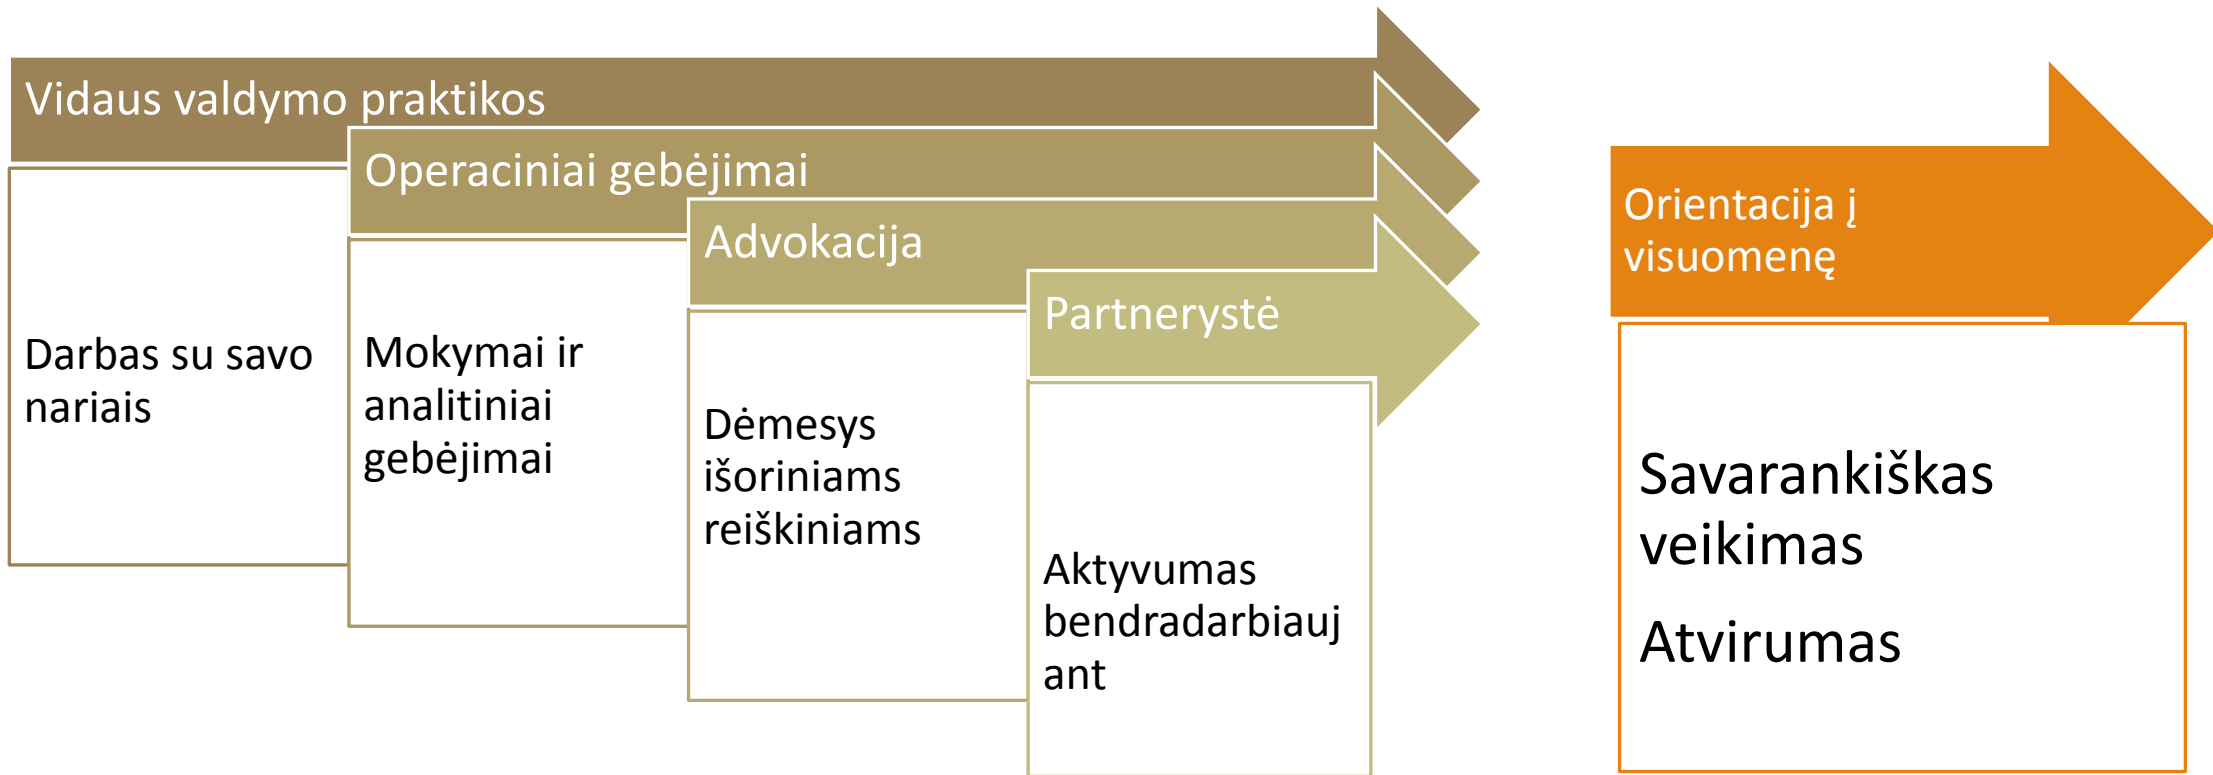 Vidaus valdymo praktikos
Darbas su savo
nariais
Operaciniai gebėjimai
Mokymai ir
analitiniai
gebėjimai
Advokacija
Dėmesys
išoriniams
reiškiniams
Partnerystė
Aktyvumas
bendradarbiauj
ant
Orientacija į
visuomenę
Savarankiškas
veikimas
Atvirumas